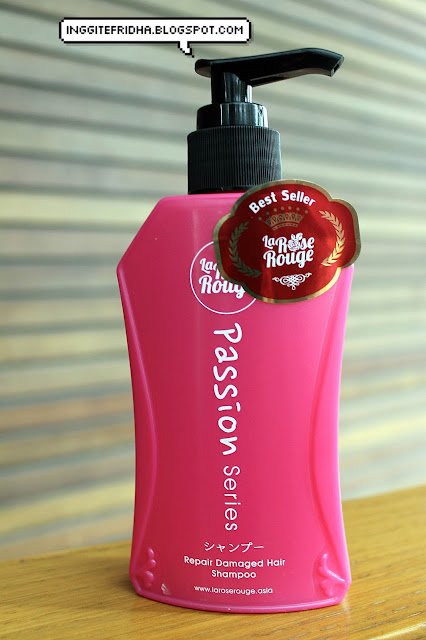 INGGITEFRIDHA.BLOGSPOT.COM
Best Seller
La Rose
Rouge
La
Roug
Passion Series
シャンプー
Repair Damaged Hair
Shampoo
www.laroserouge.asia